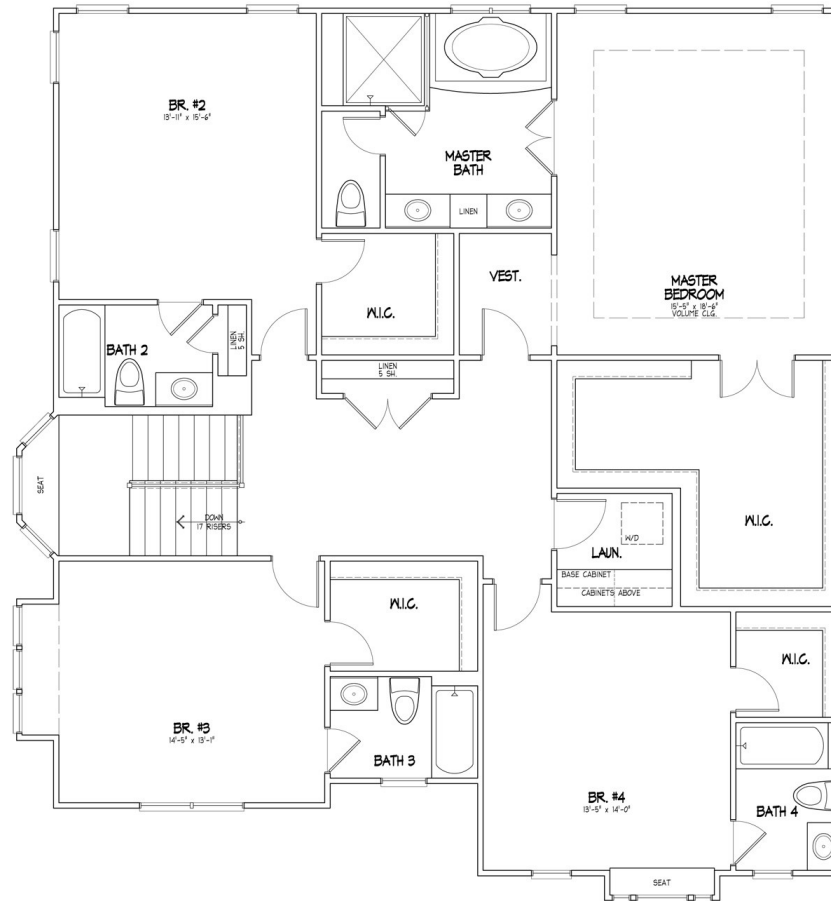 BR. #2
13'-11" x 15'-6"
MASTER
BATH
LINEN
MASTER
BEDROOM
15'-5" x 18'-6"
VOLUME CLG.
VEST.
W.I.C.
BATH 2
LINEN
5 SH.
LINEN
5 SH.
SEAT
DOWN
17 RISERS
W.I.C.
W/D
LAUN.
BASE CABINET
CABINETS ABOVE
W.I.C.
W.I.C.
BR. #3
14'-5" x 13'-1"
BATH 3
BR. #4
13'-5" x 14'-0"
BATH 4
SEAT